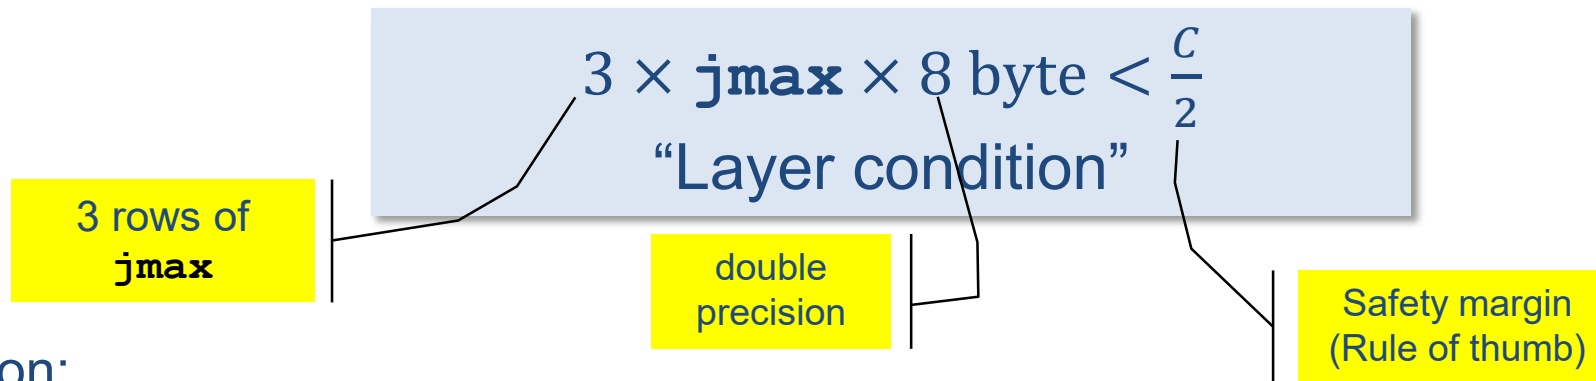 3 × jmax × 8 byte < C/2
“Layer condition”
3 rows of
jmax
double
precision
Safety margin
(Rule of thumb)
on: